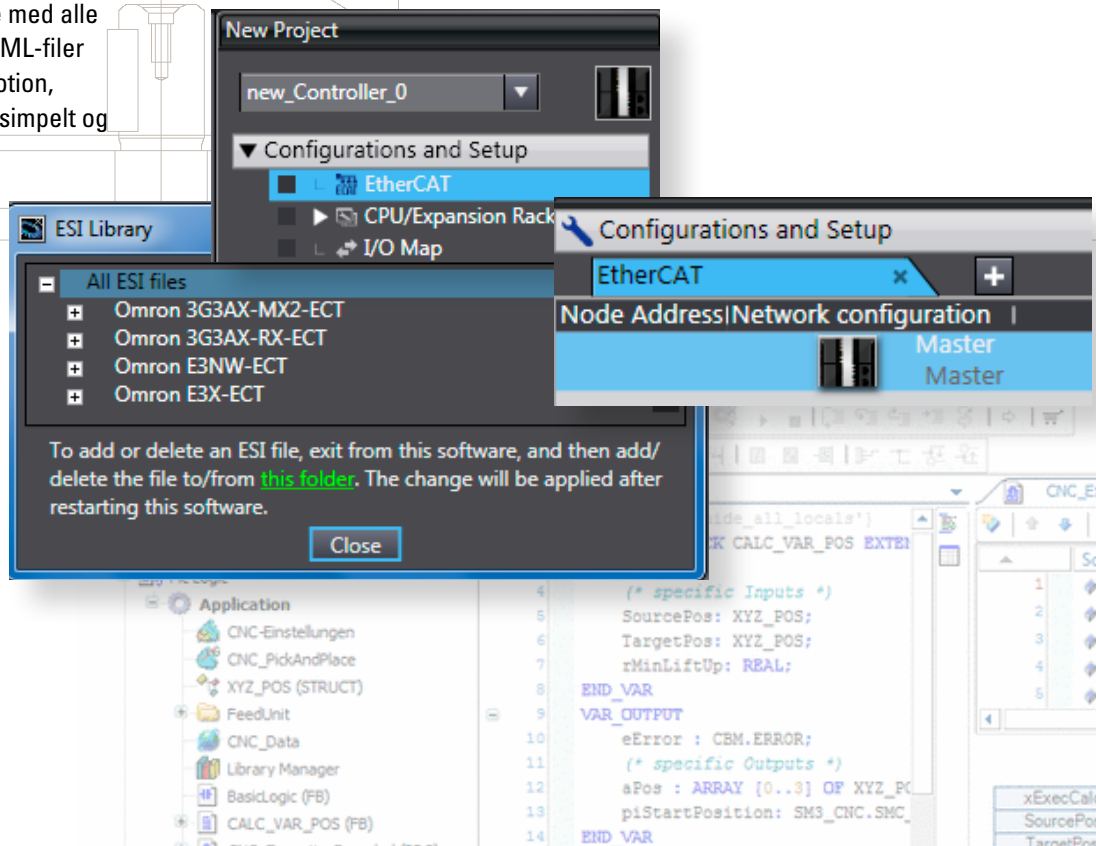 med alle
ML-filer
otion,
simpelt og
New Project
new_Controller_0
Configurations and Setup
EtherCAT
CPU/Expansion Rack
I/O Map
ESI Library
All ESI files
Omron 3G3AX-MX2-ECT
Omron 3G3AX-RX-ECT
Omron E3NW-ECT
Omron E3X-ECT
To add or delete an ESI file, exit from this software, and then add/
delete the file to/from this folder. The change will be applied after
restarting this software.
Close
Configurations and Setup
EtherCAT
Node Address|Network configuration |
Master
Master
Application
CNC-Einstellungen
CNC_PickAndPlace
XYZ_POS (STRUCT)
FeedUnit
CNC_Data
Library Manager
BasicLogic (FB)
CALC_VAR_POS (FB)
ide_all_locals')
CK CALC_VAR_POS EXTEN
4 (* specific Inputs *)
5 SourcePos: XYZ_POS;
6 TargetPos: XYZ_POS;
7 rMinLiftUp: REAL;
8 END_VAR
9 VAR_OUTPUT
10 eError : CBM.ERROR;
11 (* specific Outputs *)
12 aPos : ARRAY [0..3] OF XYZ_PO
13 piStartPosition: SM3_CNC.SMC_
14 END_VAR
CNC_E
1
2
3
4
5
xExecCalc
SourcePos
TargetPos